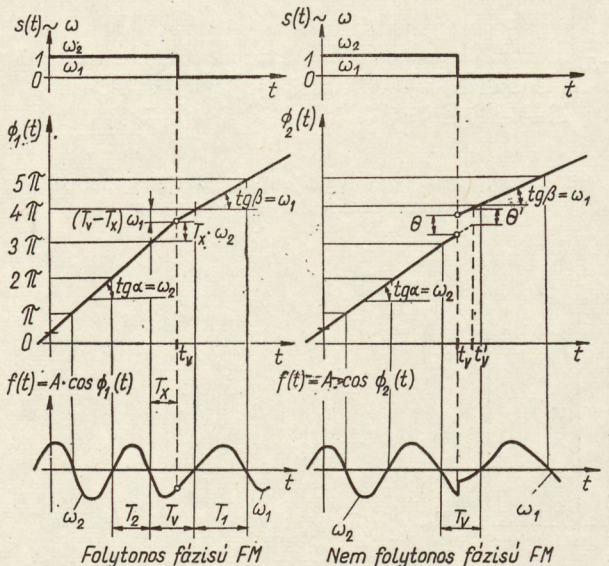 s(t)~ ω
ω₂
1
ω₁
0
t
s(t)~ ω
ω₂
1
ω₁
0
t
ϕ₁(t)
5π
4π
3π
2π
π
0
(Tᵥ-Tₓ)ω₁
tgβ=ω₁
Tₓ·ω₂
tgα=ω₂
tᵥ
t
ϕ₂(t)
tgβ=ω₁
θ
θ'
tgα=ω₂
tᵥ
tᵥ'
t
f(t)=A·cos ϕ₁(t)
Tₓ
t
ω₂
T₂
Tᵥ
T₁
ω₁
Folytonos fázisú FM
f(t)=A·cos ϕ₂(t)
t
ω₂
Tᵥ
ω₁
Nem folytonos fázisú FM